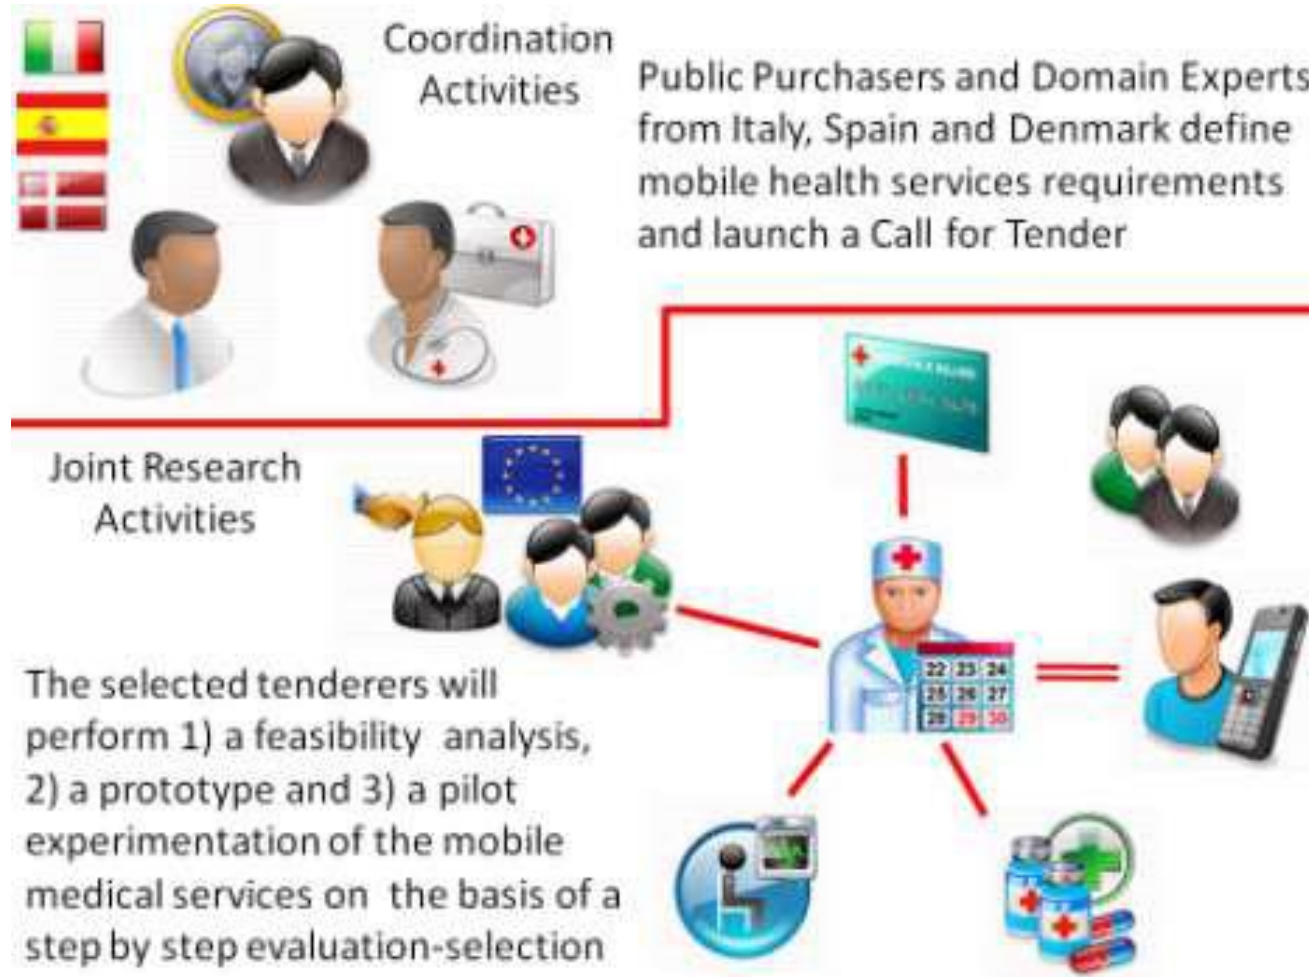 Coordination
Activities
Public Purchasers and Domain Experts
from Italy, Spain and Denmark define
mobile health services requirements
and launch a Call for Tender
Joint Research
Activities
The selected tenderers will
perform 1) a feasibility analysis,
2) a prototype and 3) a pilot
experimentation of the mobile
medical services on the basis of a
step by step evaluation-selection
22 23 24
25 26 27
28 29 30